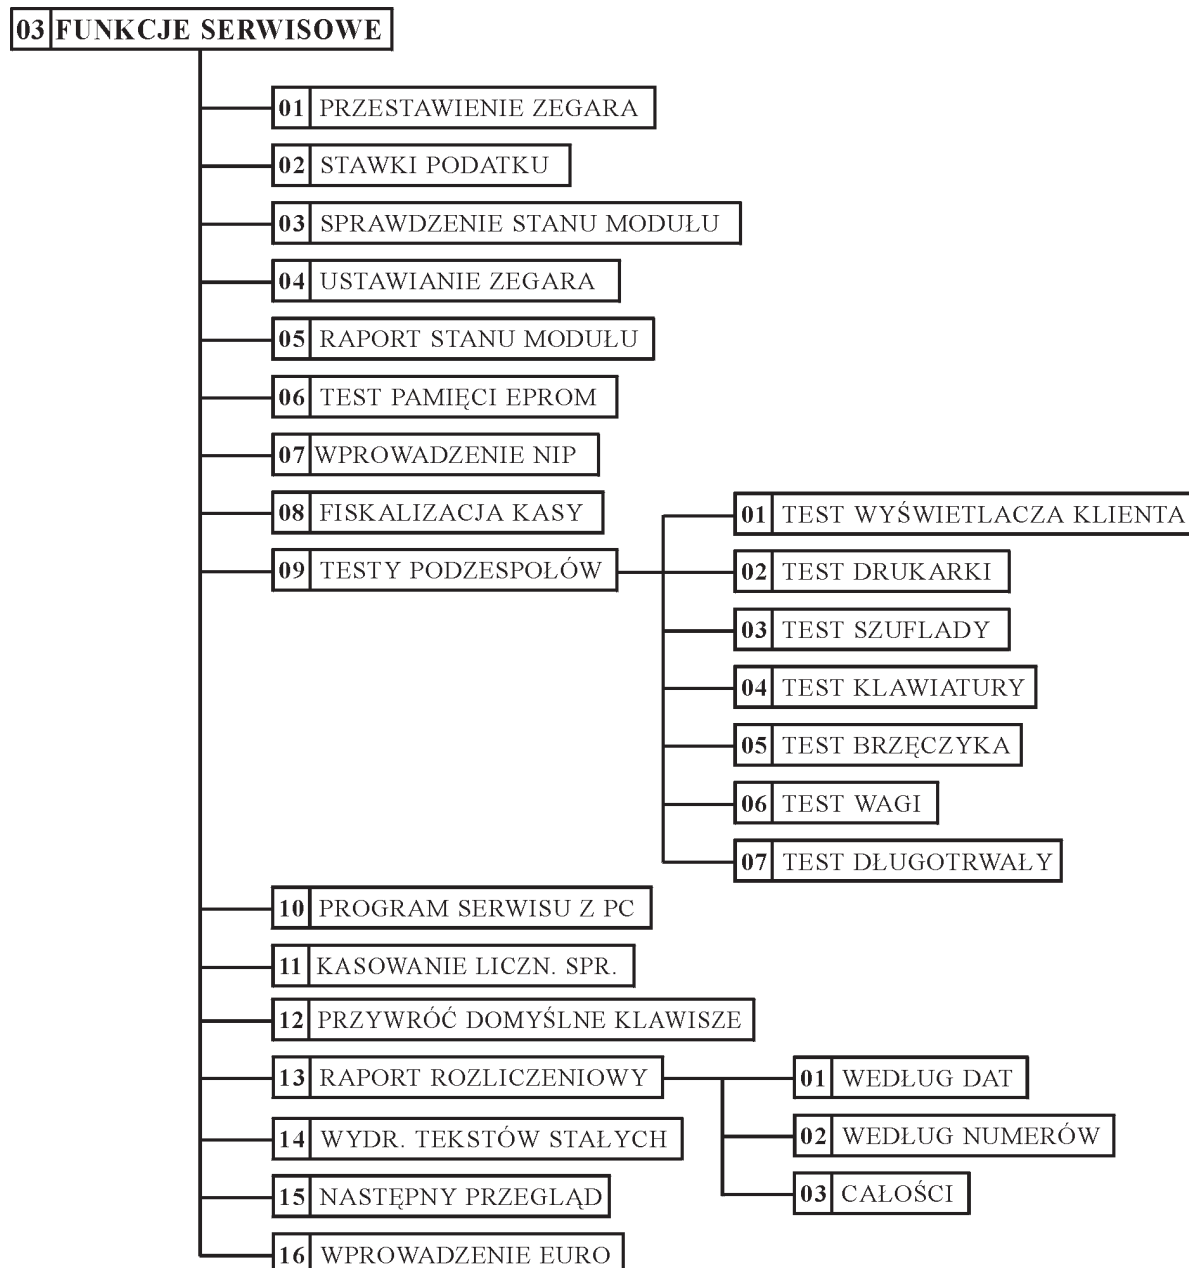 03 FUNKCJE SERWISOWE
01 PRZESTAWIENIE ZEGARA
02 STAWKI PODATKU
03 SPRAWDZENIE STANU MODUŁU
04 USTAWIANIE ZEGARA
05 RAPORT STANU MODUŁU
06 TEST PAMIĘCI EPROM
07 WPROWADZENIE NIP
08 FISKALIZACJA KASY
09 TESTY PODZESPOŁÓW
01 TEST WYŚWIETLACZA KLIENTA
02 TEST DRUKARKI
03 TEST SZUFLADY
04 TEST KLAWIATURY
05 TEST BRZĘCZYKA
06 TEST WAGI
07 TEST DŁUGOTRWAŁY
10 PROGRAM SERWISU Z PC
11 KASOWANIE LICZN. SPR.
12 PRZYWRÓĆ DOMYŚLNE KLAWISZE
13 RAPORT ROZLICZENIOWY
01 WEDŁUG DAT
02 WEDŁUG NUMERÓW
03 CAŁOŚCI
14 WYDR. TEKSTÓW STAŁYCH
15 NASTĘPNY PRZEGLĄD
16 WPROWADZENIE EURO